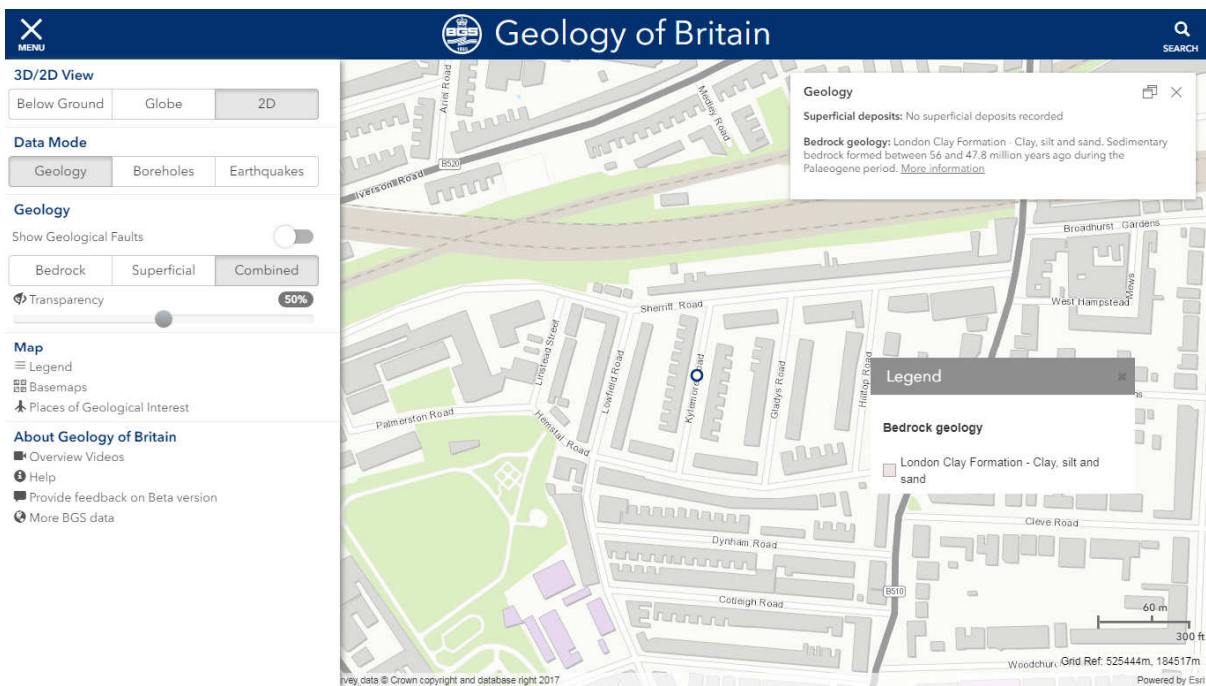 MENU
BGS
Geology of Britain
SEARCH
3D/2D View
Below Ground
Globe
2D
Data Mode
Geology
Boreholes
Earthquakes
Geology
Show Geological Faults
Bedrock
Superficial
Combined
Transparency
50%
Map
Legend
Basemaps
Places of Geological Interest
About Geology of Britain
Overview Videos
Help
Provide feedback on Beta version
More BGS data
Geology
Superficial deposits: No superficial deposits recorded
Bedrock geology: London Clay Formation - Clay, silt and sand. Sedimentary
bedrock formed between 56 and 47.8 million years ago during the
Palaeogene period. More information
Ariel Road
Medley Road
B520
Iverson Road
Broadhurst Gardens
West Hampstead
Mews
Sherriff Road
Linstead Street
Lowfield Road
Kylemore Road
Gladys Road
Hilltop Road
Palmerston Road
Hemstal Road
Legend
Bedrock geology
London Clay Formation - Clay, silt and
sand
Cleve Road
Dynham Road
Cotleigh Road
B510
60 m
300 ft
Grid Ref: 525444m, 184517m
rvey data © Crown copyright and database right 2017
Powered by Esri